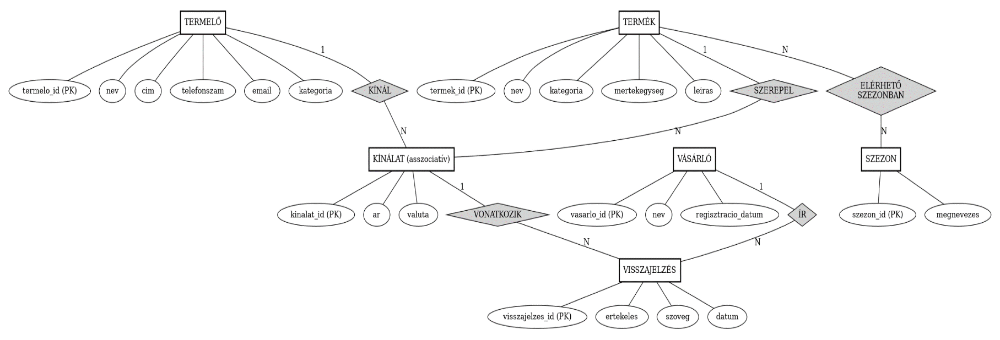 TERMELŐ
TERMÉK
1
1
N
termelo_id (PK)
nev
cim
telefonszam
email
kategoria
KÍNÁL
termek_id (PK)
nev
kategoria
mertekegyseg
leiras
SZEREPEL
ELÉRHETŐ
SZEZONBAN
N
N
N
KÍNÁLAT (asszociatív)
VÁSÁRLÓ
SZEZON
1
1
kinalat_id (PK)
ar
valuta
VONATKOZIK
vasarlo_id (PK)
nev
regisztracio_datum
ÍR
szezon_id (PK)
megnevezes
N
N
VISSZAJELZÉS
visszajelzes_id (PK)
ertekeles
szoveg
datum